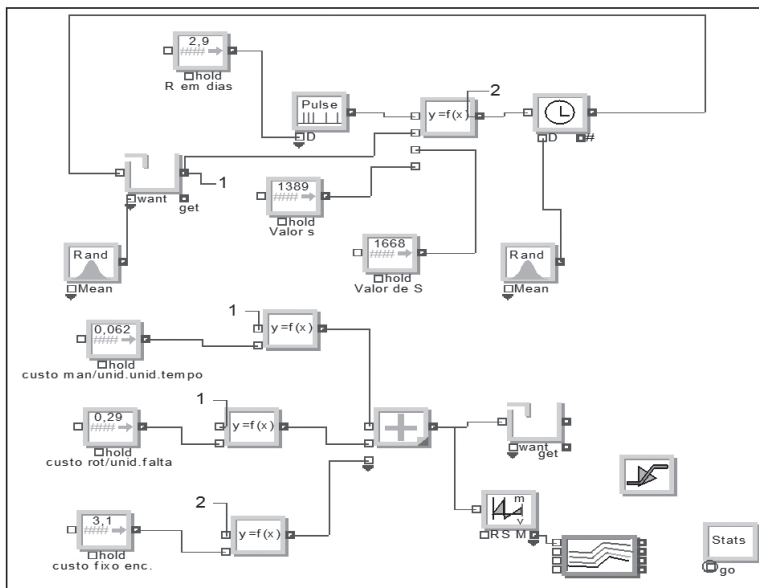 2,9
####
hold
R em dias
Pulse
D
y=f(x)
2
D
#
1
want
get
1389
####
hold
Valor s
1668
####
hold
Valor de S
Rand
Mean
Rand
Mean
0,062
####
hold
custo man/unid.unid.tempo
1
y=f(x)
0,29
####
hold
custo rot/unid.falta
1
y=f(x)
want
get
3,1
####
hold
custo fixo enc.
2
y=f(x)
m
v
RS M
Stats
go